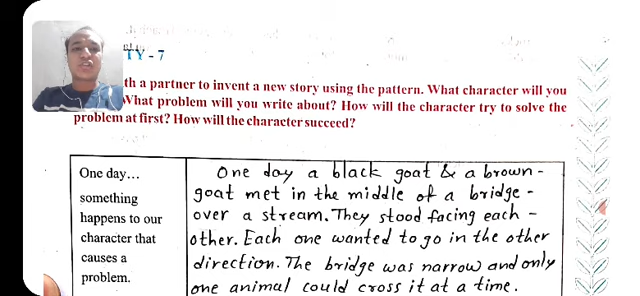 TY - 7
th a partner to invent a new story using the pattern. What character will you
What problem will you write about? How will the character try to solve the
problem at first? How will the character succeed?
One day...
something
happens to our
character that
causes a
problem.
One day a black goat & a brown -
goat met in the middle of a bridge -
over a stream. They stood facing each -
other. Each one wanted to go in the other
direction. The bridge was narrow and only
one animal could cross it at a time.